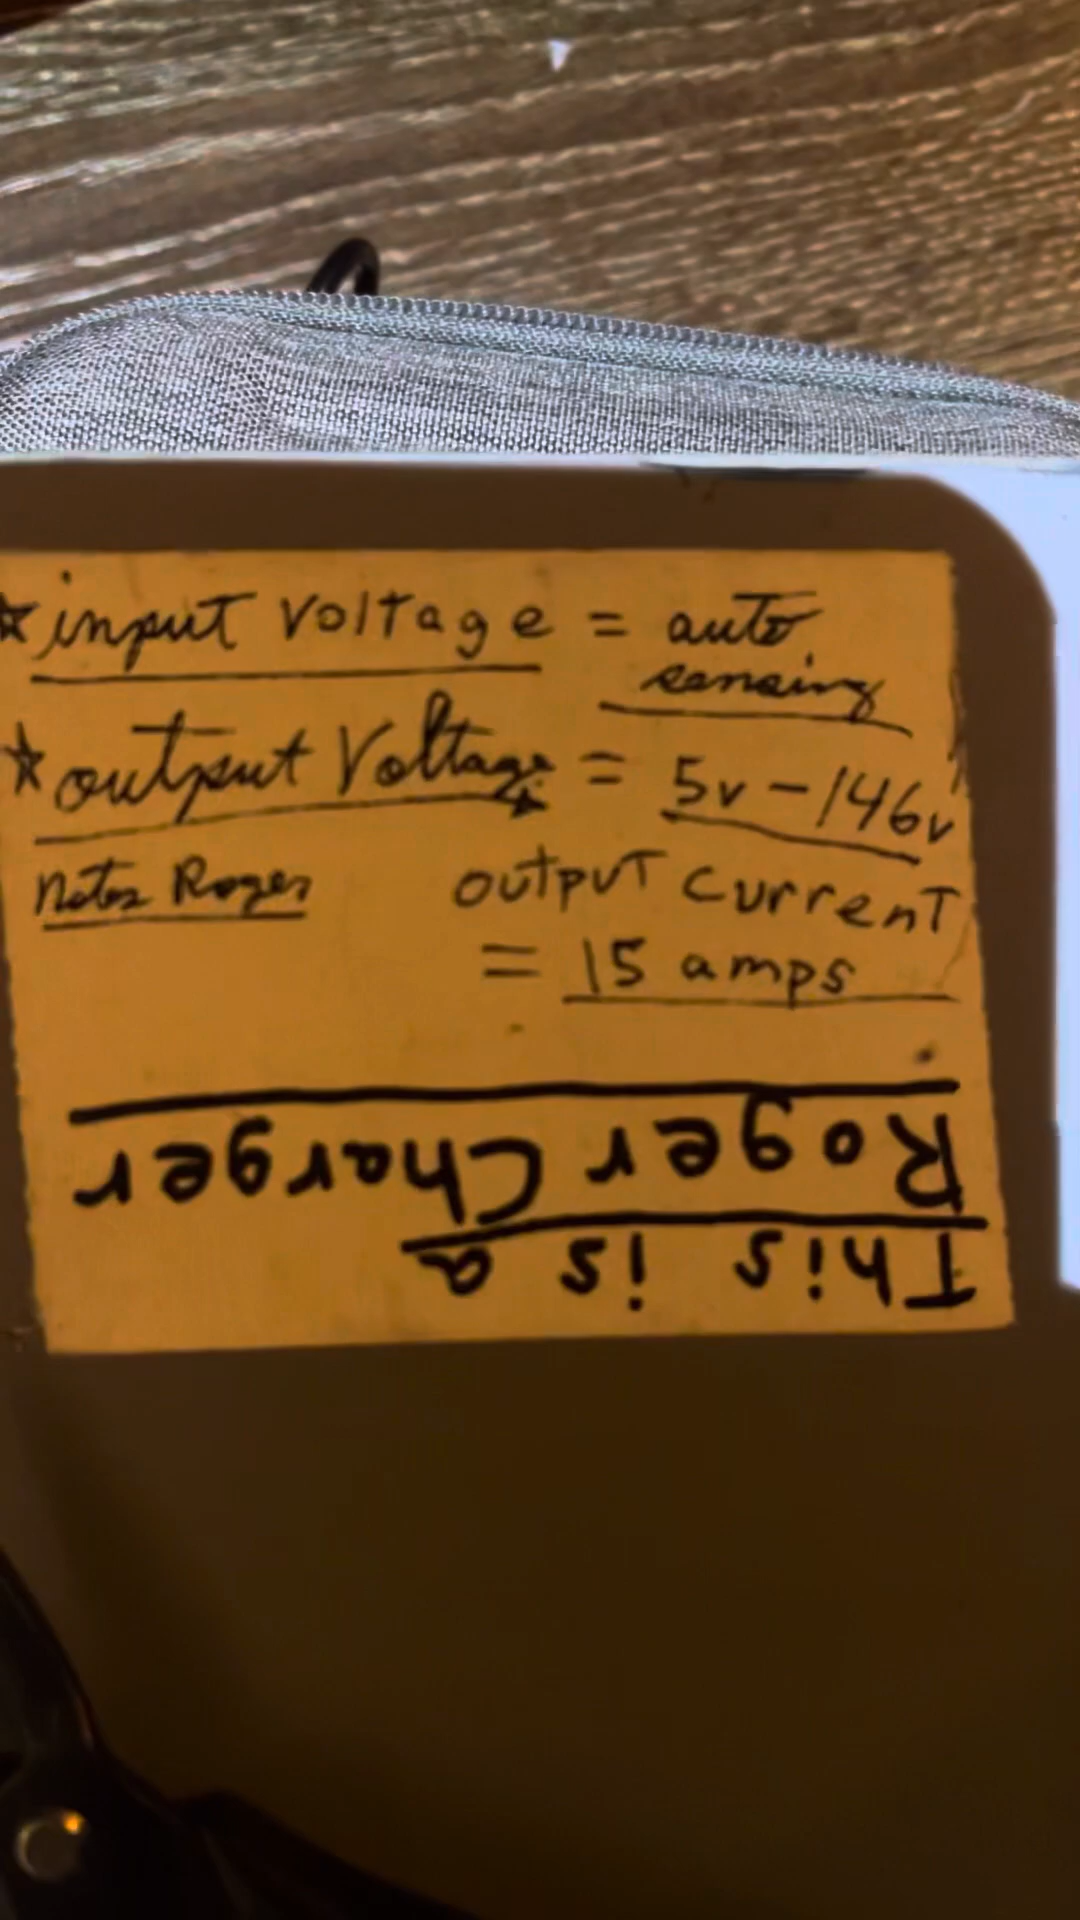 ☆ input voltage = auto
sensing
☆ output Voltage = 5v - 146v
Notes Roger
output current
= 15 amps
This is a
Roger Charger